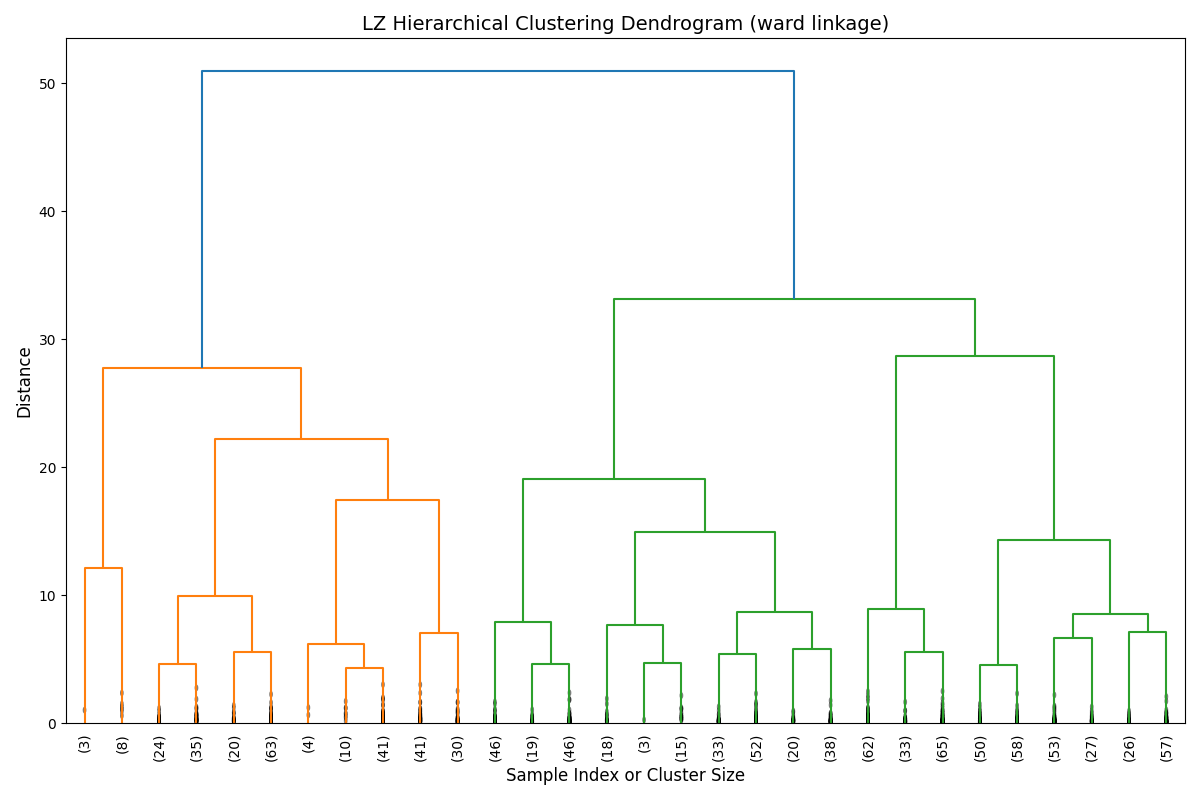 LZ Hierarchical Clustering Dendrogram (ward linkage)
50
40
30
20
10
0
Distance
(3) (8) (24) (35) (20) (63) (4) (10) (41) (41) (30) (46) (19) (46) (18) (3) (15) (33) (52) (20) (38) (62) (33) (65) (50) (58) (53) (27) (26) (57)
Sample Index or Cluster Size